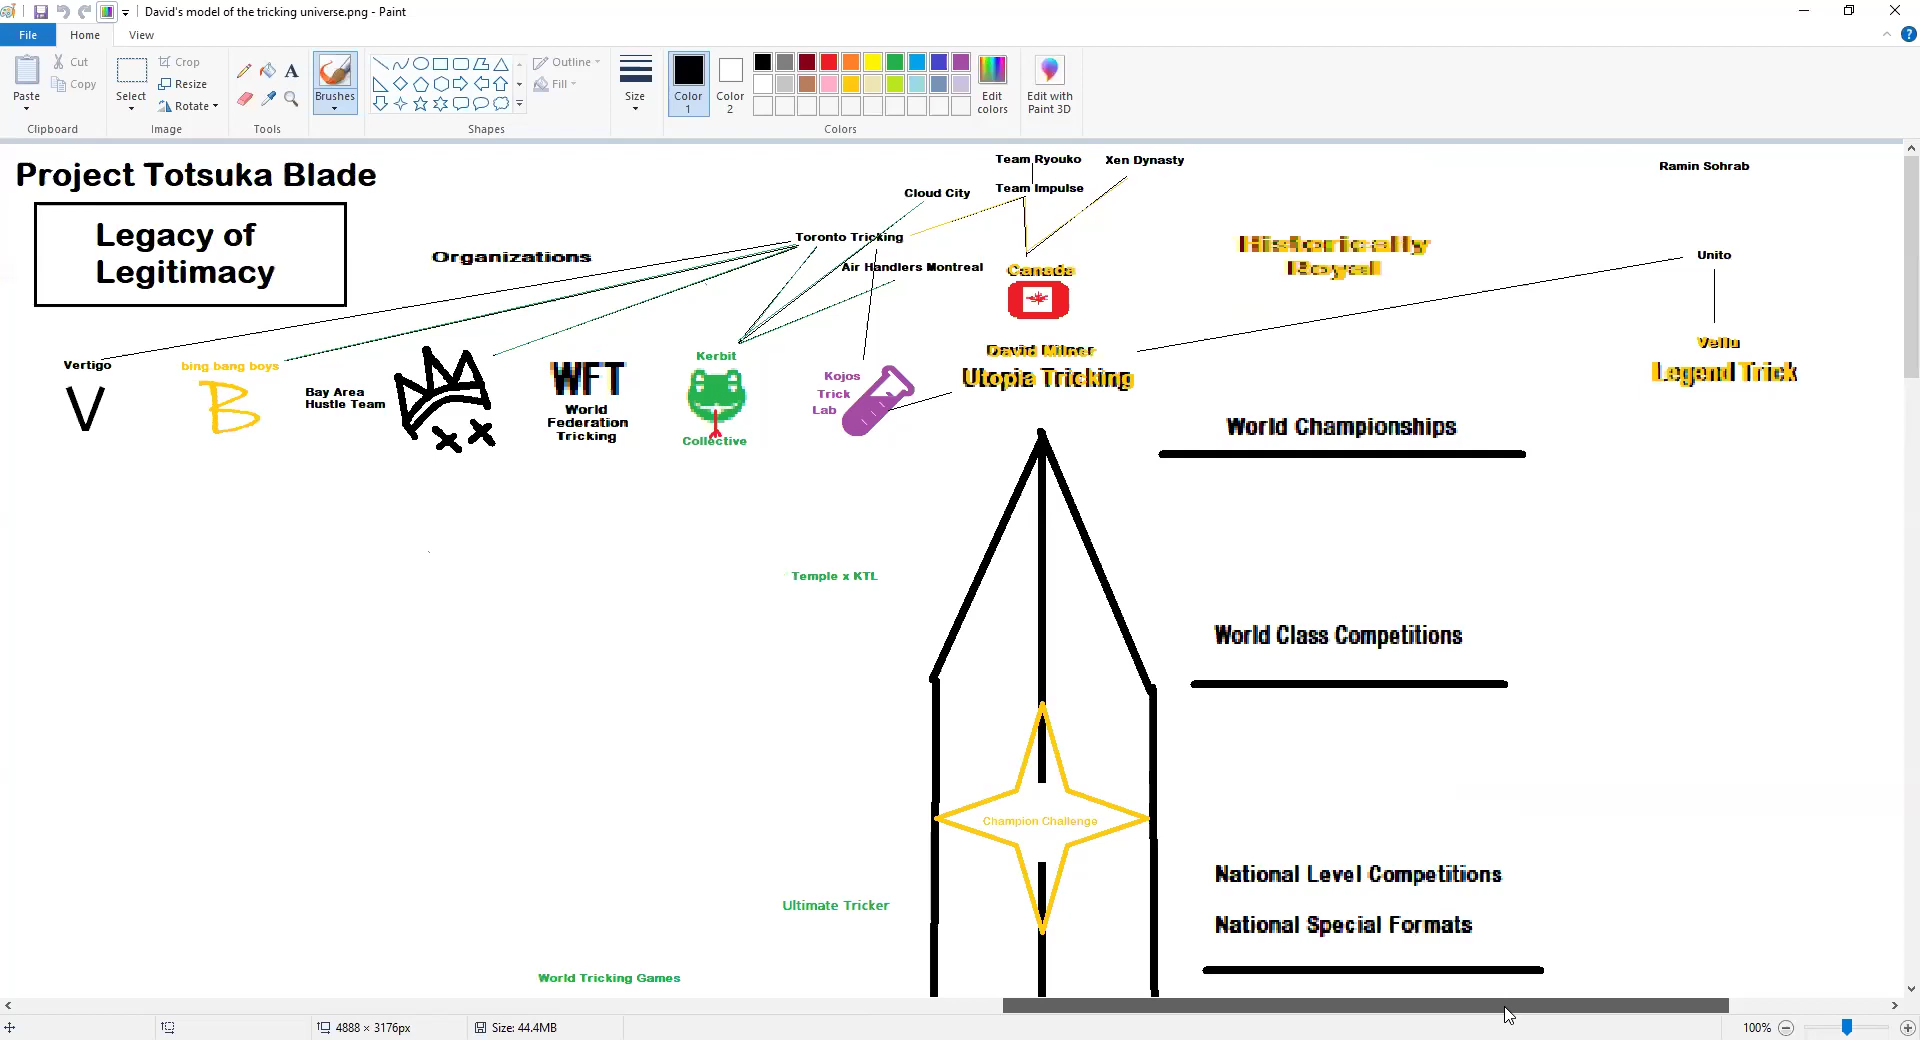 David's model of the tricking universe.png - Paint
File
Home
View
Paste
Cut
Copy
Clipboard
Select
Crop
Resize
Rotate
Image
Tools
Brushes
Shapes
Outline
Fill
Size
Color
1
Color
2
Edit
colors
Edit with
Paint 3D
Colors
Project Totsuka Blade
Legacy of
Legitimacy
Organizations
Team Ryouko
Xen Dynasty
Team Impulse
Cloud City
Ramin Sohrab
Toronto Tricking
Air Handlers Montreal
Canada
Historically
Royal
Unito
Vertigo
V
bing bang boys
B
Bay Area
Hustle Team
WFT
World
Federation
Tricking
Kerbit
Collective
Kojos
Trick
Lab
David Milner
Utopia Tricking
Vellu
Legend Trick
World Championships
Temple x KTL
World Class Competitions
Champion Challenge
National Level Competitions
Ultimate Tricker
National Special Formats
World Tricking Games
4888 × 3176px
Size: 44.4MB
100%